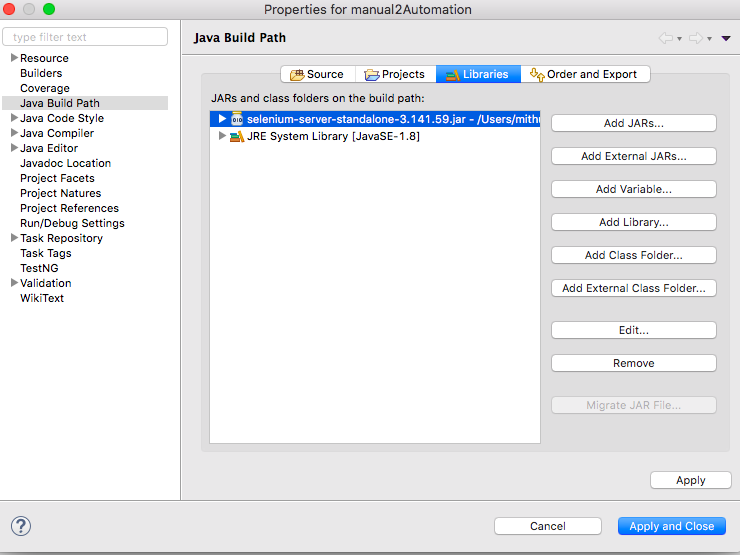 Properties for manual2Automation
type filter text
Resource
Builders
Coverage
Java Build Path
Java Code Style
Java Compiler
Java Editor
Javadoc Location
Project Facets
Project Natures
Project References
Run/Debug Settings
Task Repository
Task Tags
TestNG
Validation
WikiText
Java Build Path
Source Projects Libraries Order and Export
JARs and class folders on the build path:
selenium-server-standalone-3.141.59.jar - /Users/mith
JRE System Library [JavaSE-1.8]
Add JARs...
Add External JARs...
Add Variable...
Add Library...
Add Class Folder...
Add External Class Folder...
Edit...
Remove
Migrate JAR File...
Apply
?
Cancel
Apply and Close